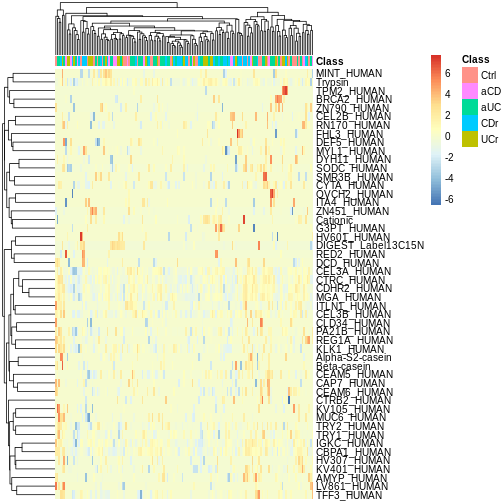 Class
MINT_HUMAN
Trypsin
TPM2_HUMAN
BRCA2_HUMAN
ZN790_HUMAN
CEL2B_HUMAN
RN170_HUMAN
FHL3_HUMAN
DEF5_HUMAN
MYL1_HUMAN
DYH11_HUMAN
SODC_HUMAN
SMR3B_HUMAN
CYTA_HUMAN
QVCH2_HUMAN
ITA4_HUMAN
ZN451_HUMAN
Cationic
G3PT_HUMAN
HV601_HUMAN
DIGEST_Label13C15N
RED2_HUMAN
DCD_HUMAN
CEL3A_HUMAN
CTRC_HUMAN
CDHR2_HUMAN
MGA_HUMAN
ITLN1_HUMAN
CEL3B_HUMAN
CLD34_HUMAN
PA21B_HUMAN
REG1A_HUMAN
KLK1_HUMAN
Alpha-S2-casein
Beta-casein
CEAM5_HUMAN
CAP7_HUMAN
CEAM6_HUMAN
CTRB2_HUMAN
KV105_HUMAN
MUC6_HUMAN
TRY2_HUMAN
TRY1_HUMAN
IGKC_HUMAN
CBPA1_HUMAN
HV307_HUMAN
KV401_HUMAN
AMYP_HUMAN
LV861_HUMAN
TFF3_HUMAN
6
4
2
0
-2
-4
-6
Class
Ctrl
aCD
aUC
CDr
UCr